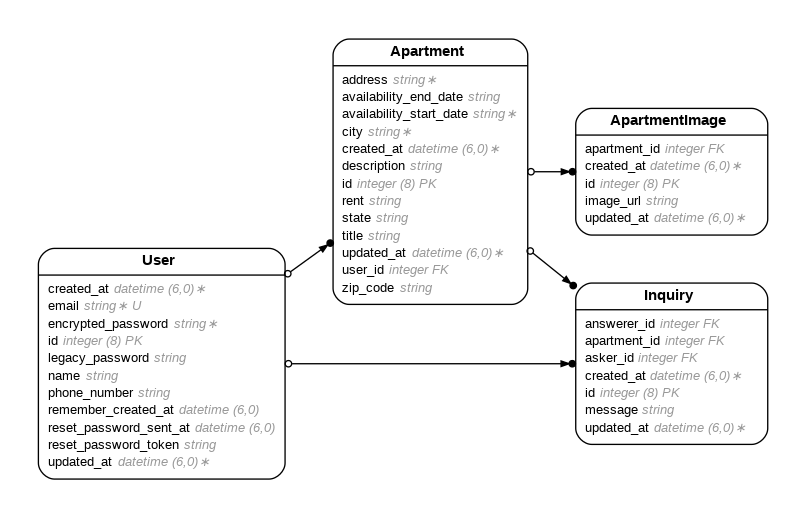 Apartment
address string∗
availability_end_date string
availability_start_date string∗
city string∗
created_at datetime (6,0)∗
description string
id integer (8) PK
rent string
state string
title string
updated_at datetime (6,0)∗
user_id integer FK
zip_code string
ApartmentImage
apartment_id integer FK
created_at datetime (6,0)∗
id integer (8) PK
image_url string
updated_at datetime (6,0)∗
User
created_at datetime (6,0)∗
email string∗ U
encrypted_password string∗
id integer (8) PK
legacy_password string
name string
phone_number string
remember_created_at datetime (6,0)
reset_password_sent_at datetime (6,0)
reset_password_token string
updated_at datetime (6,0)∗
Inquiry
answerer_id integer FK
apartment_id integer FK
asker_id integer FK
created_at datetime (6,0)∗
id integer (8) PK
message string
updated_at datetime (6,0)∗